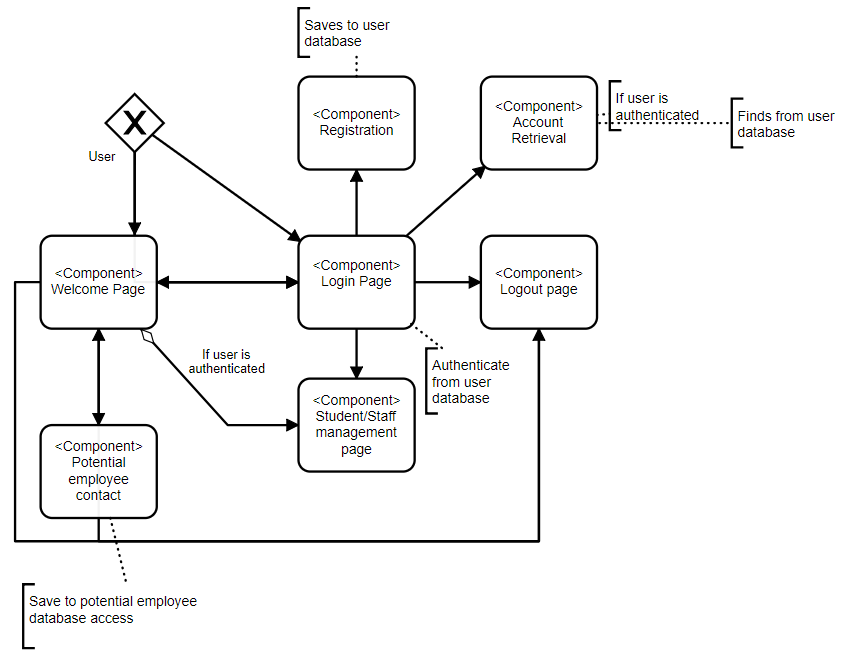 Saves to user
database
<Component>
Registration
<Component>
Account
Retrieval
If user is
authenticated
Finds from user
database
User
<Component>
Welcome Page
<Component>
Login Page
<Component>
Logout page
If user is
authenticated
Authenticate
from user
database
<Component>
Student/Staff
management
page
<Component>
Potential
employee
contact
Save to potential employee
database access